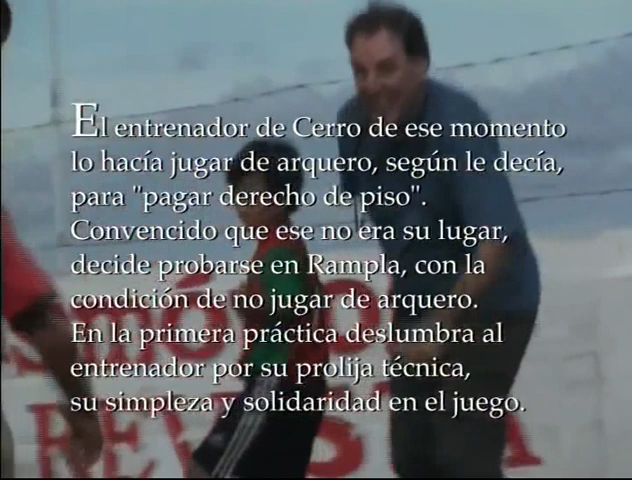 El entrenador de Cerro de ese momento
lo hacía jugar de arquero, según le decía,
para "pagar derecho de piso".
Convencido que ese no era su lugar,
decide probarse en Rampla, con la
condición de no jugar de arquero.
En la primera práctica deslumbra al
entrenador por su prolija técnica,
su simpleza y solidaridad en el juego.